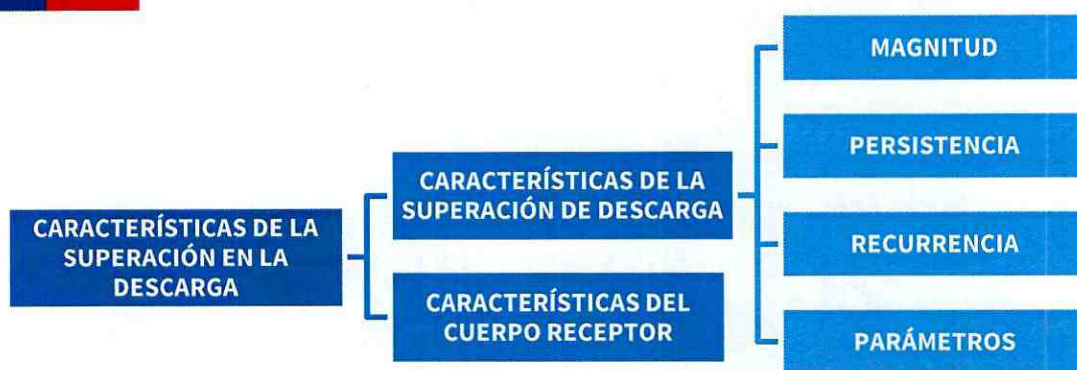 CARACTERÍSTICAS DE LA
SUPERACIÓN EN LA
DESCARGA
CARACTERÍSTICAS DE LA
SUPERACIÓN DE DESCARGA
CARACTERÍSTICAS DEL
CUERPO RECEPTOR
MAGNITUD
PERSISTENCIA
RECURRENCIA
PARÁMETROS